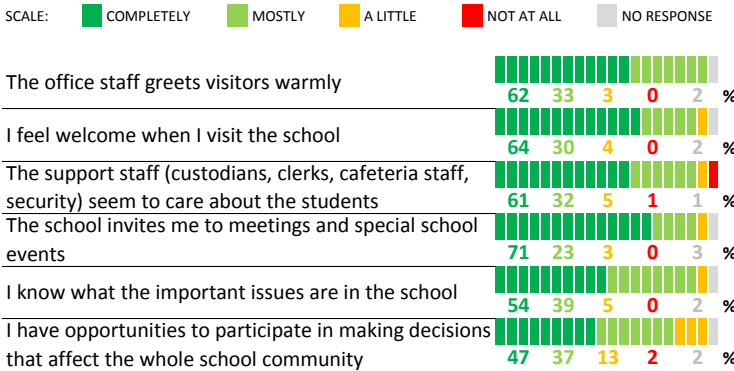 SCALE: COMPLETELY MOSTLY A LITTLE NOT AT ALL NO RESPONSE
The office staff greets visitors warmly
62 33 3 0 2 %
I feel welcome when I visit the school
64 30 4 0 2 %
The support staff (custodians, clerks, cafeteria staff,
security) seem to care about the students
61 32 5 1 1 %
The school invites me to meetings and special school
events
71 23 3 0 3 %
I know what the important issues are in the school
54 39 5 0 2 %
I have opportunities to participate in making decisions
that affect the whole school community
47 37 13 2 2 %